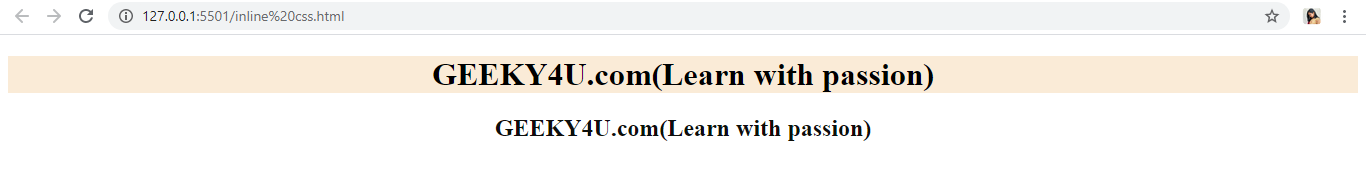 127.0.0.1:5501/inline%20css.html
GEEKY4U.com(Learn with passion)
GEEKY4U.com(Learn with passion)